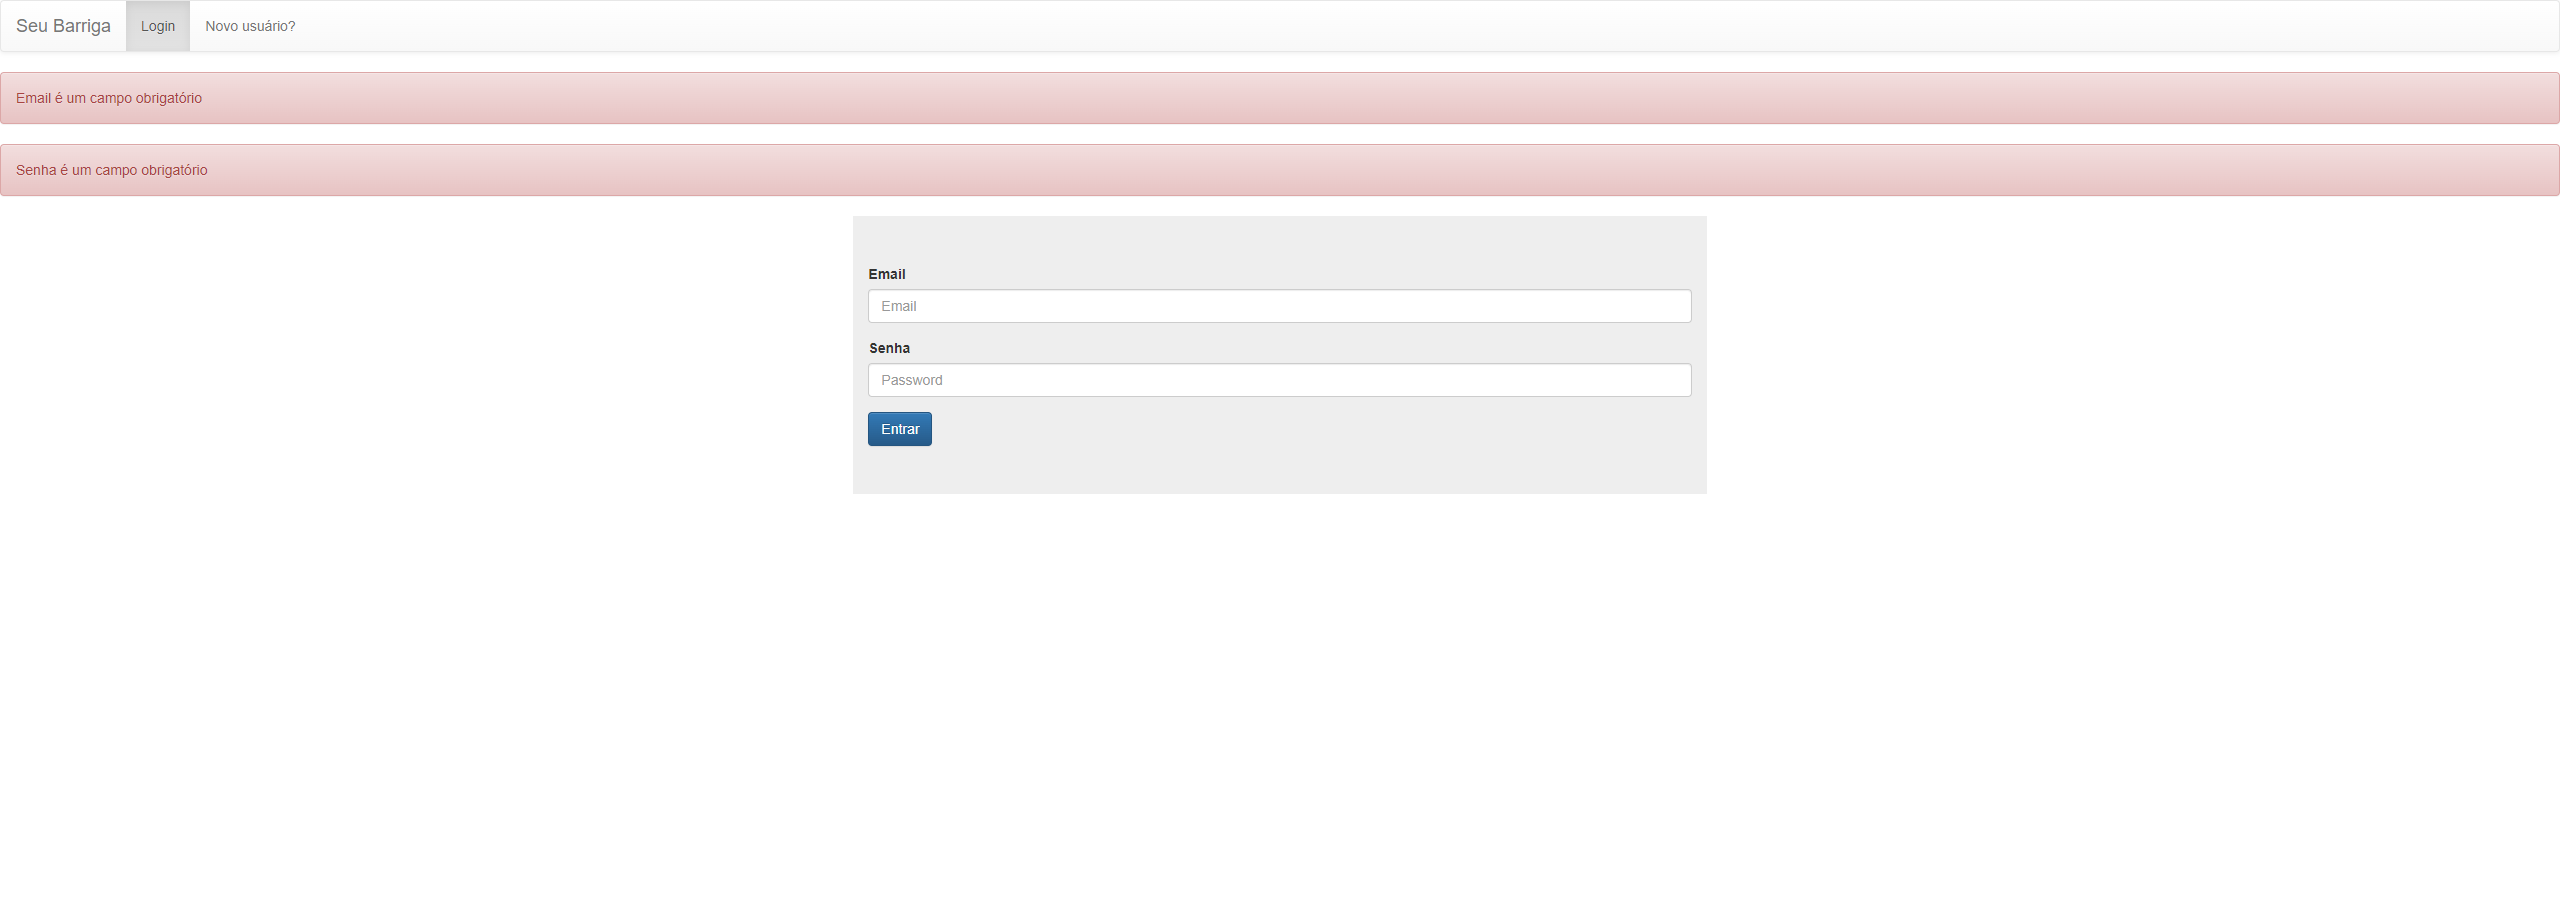 Seu Barriga Login Novo usuário?
Email é um campo obrigatório
Senha é um campo obrigatório
Email
Email
Senha
Password
Entrar